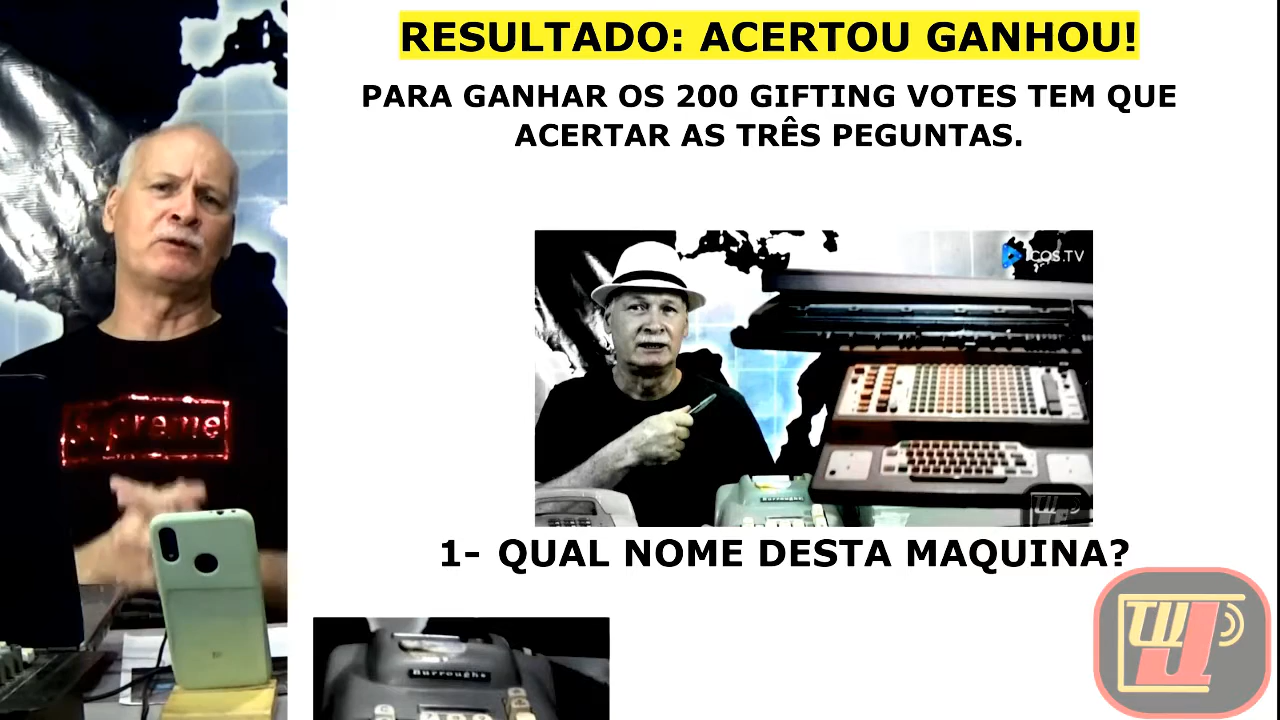 RESULTADO: ACERTOU GANHOU!
PARA GANHAR OS 200 GIFTING VOTES TEM QUE
ACERTAR AS TRÊS PEGUNTAS.
COS.TV
Supreme
Burroughs
1- QUAL NOME DESTA MAQUINA?
TWJ
Burroughs